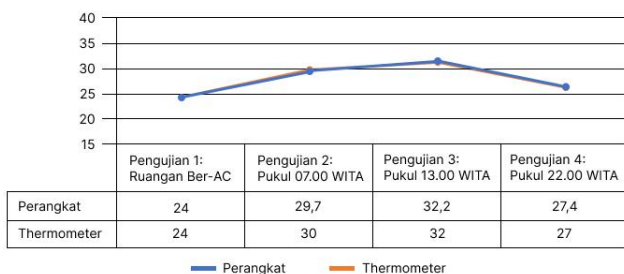 40
35
30
25
20
15
Pengujian 1: Pengujian 2: Pengujian 3: Pengujian 4:
Ruangan Ber-AC Pukul 07.00 WITA Pukul 13.00 WITA Pukul 22.00 WITA
Perangkat 24 29,7 32,2 27,4
Thermometer 24 30 32 27
Perangkat Thermometer